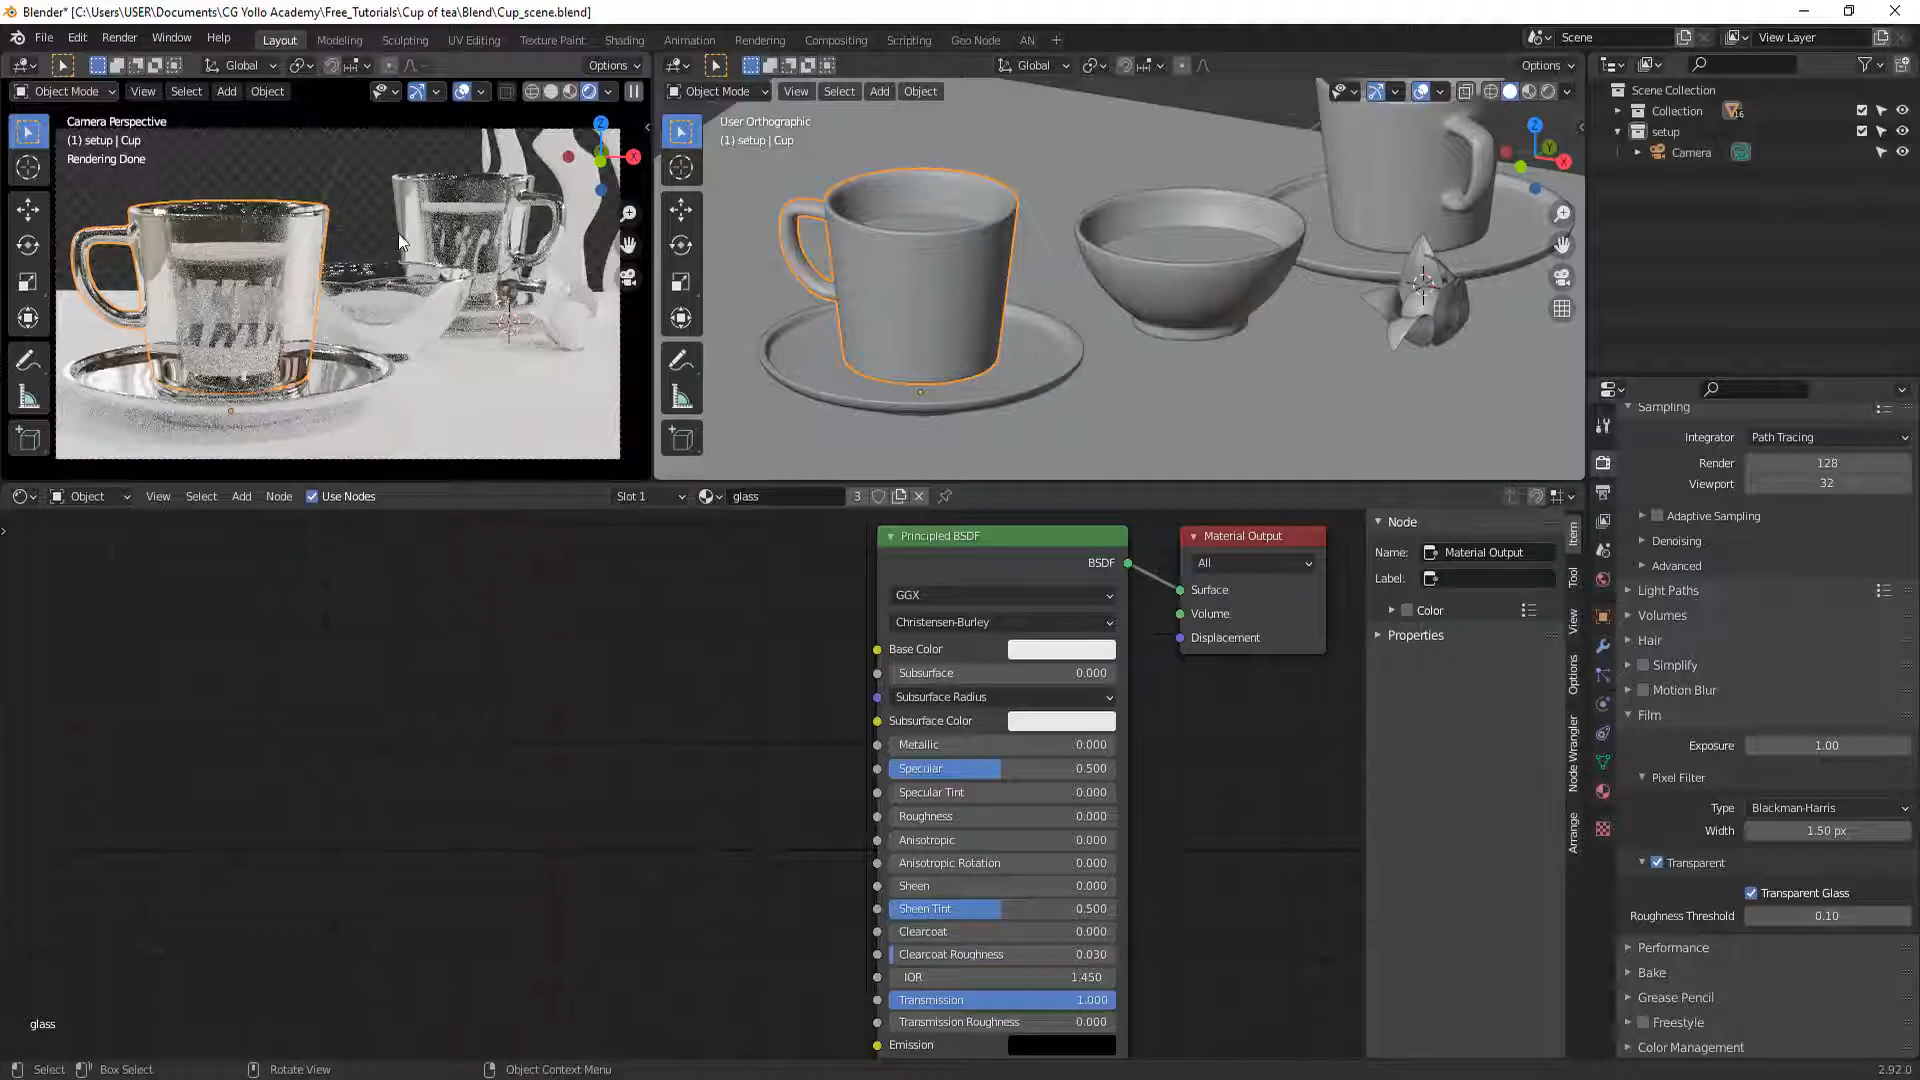 Blender* [C:\Users\USER\Documents\CG Yollo Academy\Free_Tutorials\Cup of tea\Blend\Cup_scene.blend]
File Edit Render Window Help Layout Modeling Sculpting UV Editing Texture Paint Shading Animation Rendering Compositing Scripting Geo Node AN + Scene View Layer
Global Options Global Options
Object Mode View Select Add Object Object Mode View Select Add Object
Scene Collection
Collection 16
setup
Camera
Camera Perspective
(1) setup | Cup
Rendering Done
Z
X
User Orthographic
(1) setup | Cup
Z
Y
X
Object View Select Add Node Use Nodes Slot 1 glass 3
Principled BSDF
BSDF
GGX
Christensen-Burley
Base Color
Subsurface 0.000
Subsurface Radius
Subsurface Color
Metallic 0.000
Specular 0.500
Specular Tint 0.000
Roughness 0.000
Anisotropic 0.000
Anisotropic Rotation 0.000
Sheen 0.000
Sheen Tint 0.500
Clearcoat 0.000
Clearcoat Roughness 0.030
IOR 1.450
Transmission 1.000
Transmission Roughness 0.000
Emission
Material Output
All
Surface
Volume
Displacement
Node
Name: Material Output
Label:
Color
Properties
Item
Tool
View
Options
Node Wrangler
Arrange
Sampling
Integrator Path Tracing
Render 128
Viewport 32
Adaptive Sampling
Denoising
Advanced
Light Paths
Volumes
Hair
Simplify
Motion Blur
Film
Exposure 1.00
Pixel Filter
Type Blackman-Harris
Width 1.50 px
Transparent
Transparent Glass
Roughness Threshold 0.10
Performance
Bake
Grease Pencil
Freestyle
Color Management
glass
Select Box Select Rotate View Object Context Menu 2.92.0